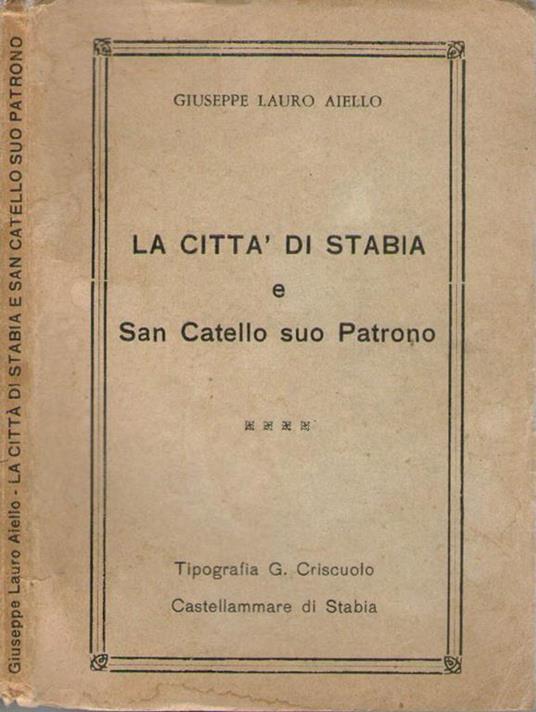 Giuseppe Lauro Aiello - LA CITTÀ DI STABIA E SAN CATELLO SUO PATRONO
GIUSEPPE LAURO AIELLO
LA CITTA' DI STABIA
e
San Catello suo Patrono
Tipografia G. Criscuolo
Castellammare di Stabia